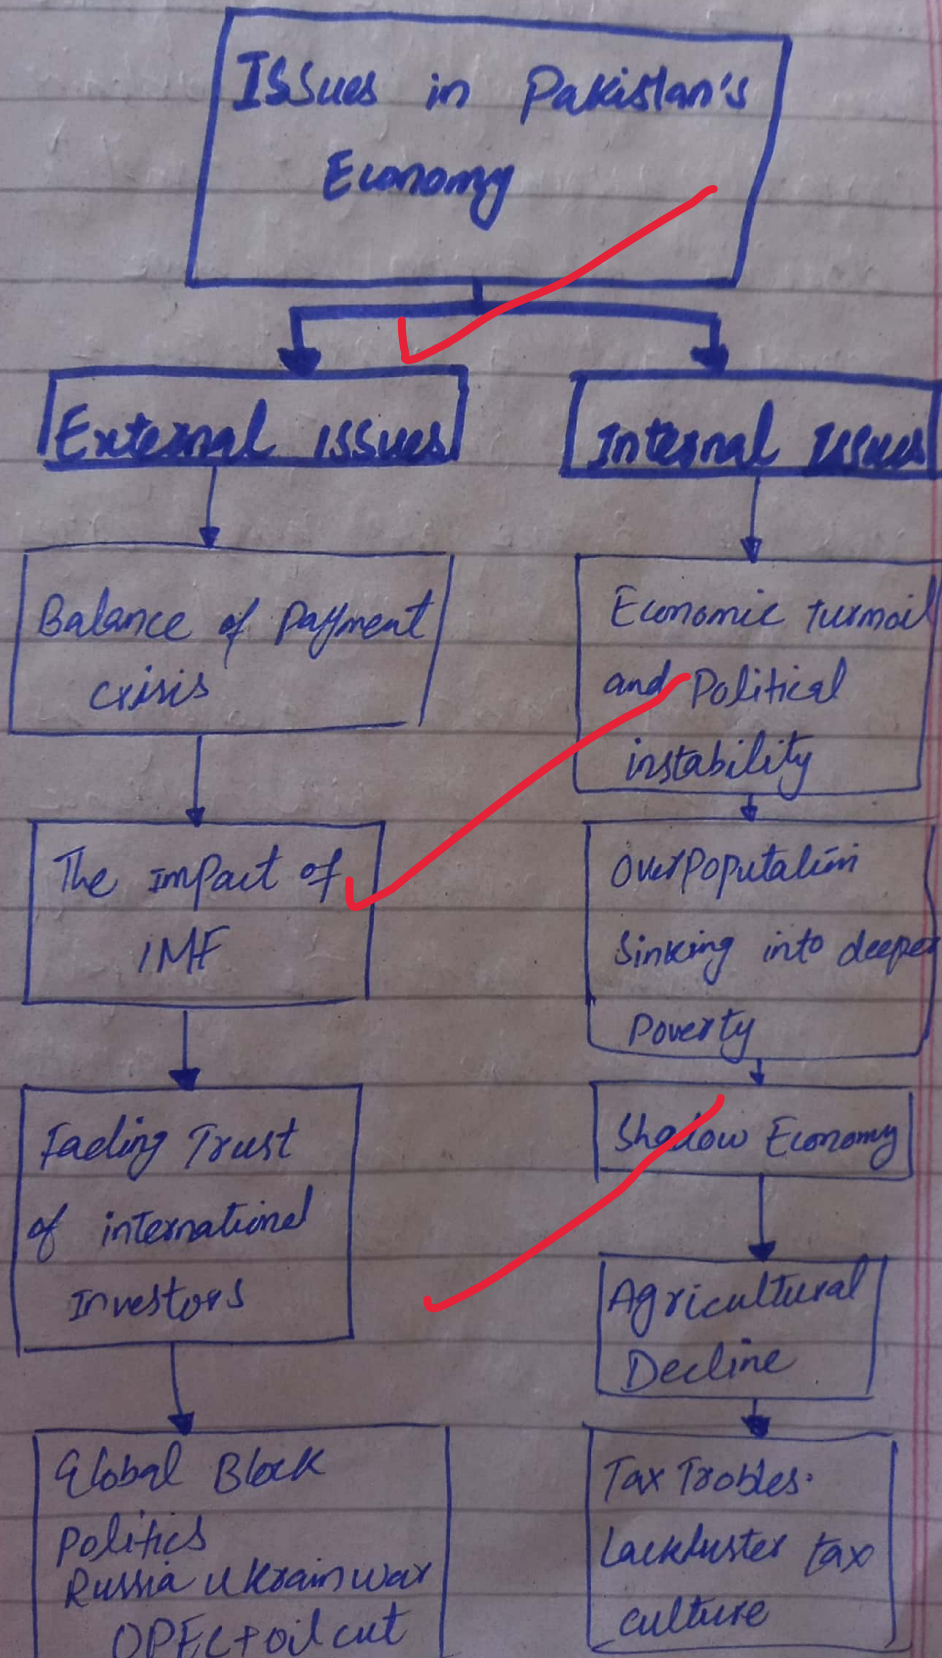 Issues in Pakistan's
Economy
External issues
Internal Issues
Balance of Payment
crisis
The impact of
IMF
Fading Trust
of international
Investors
Global Block
Politics
Russia Ukrain war
OPEC+ oil cut
Economic turmoil
and Political
instability
Overpopulation
Sinking into deeper
Poverty
Shadow Economy
Agricultural
Decline
Tax Trobles.
Lackluster tax
culture